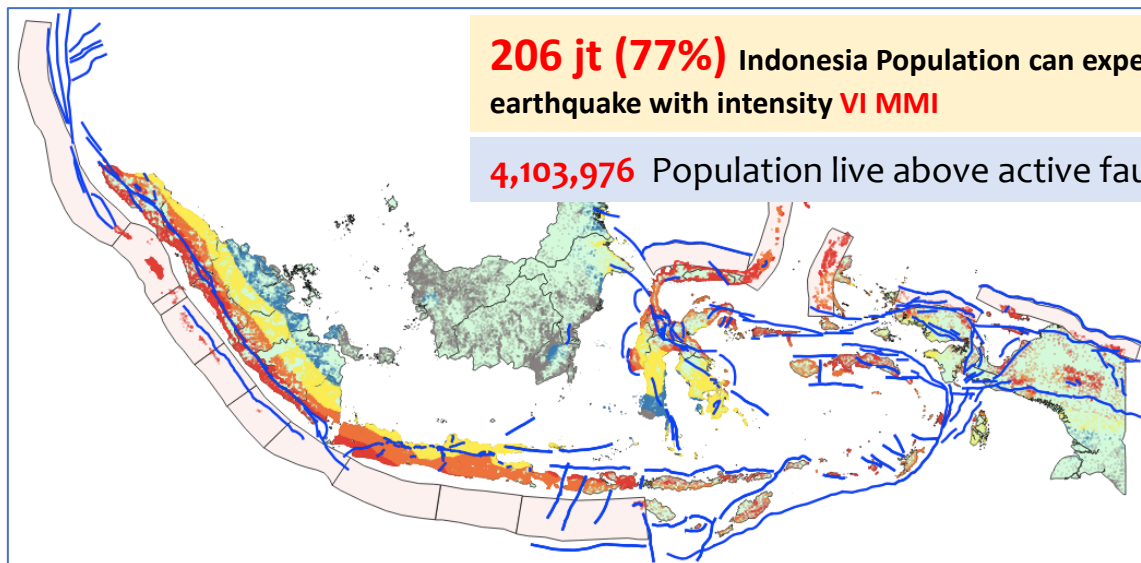 206 jt (77%) Indonesia Population can expe
earthquake with intensity VI MMI
4,103,976 Population live above active fau